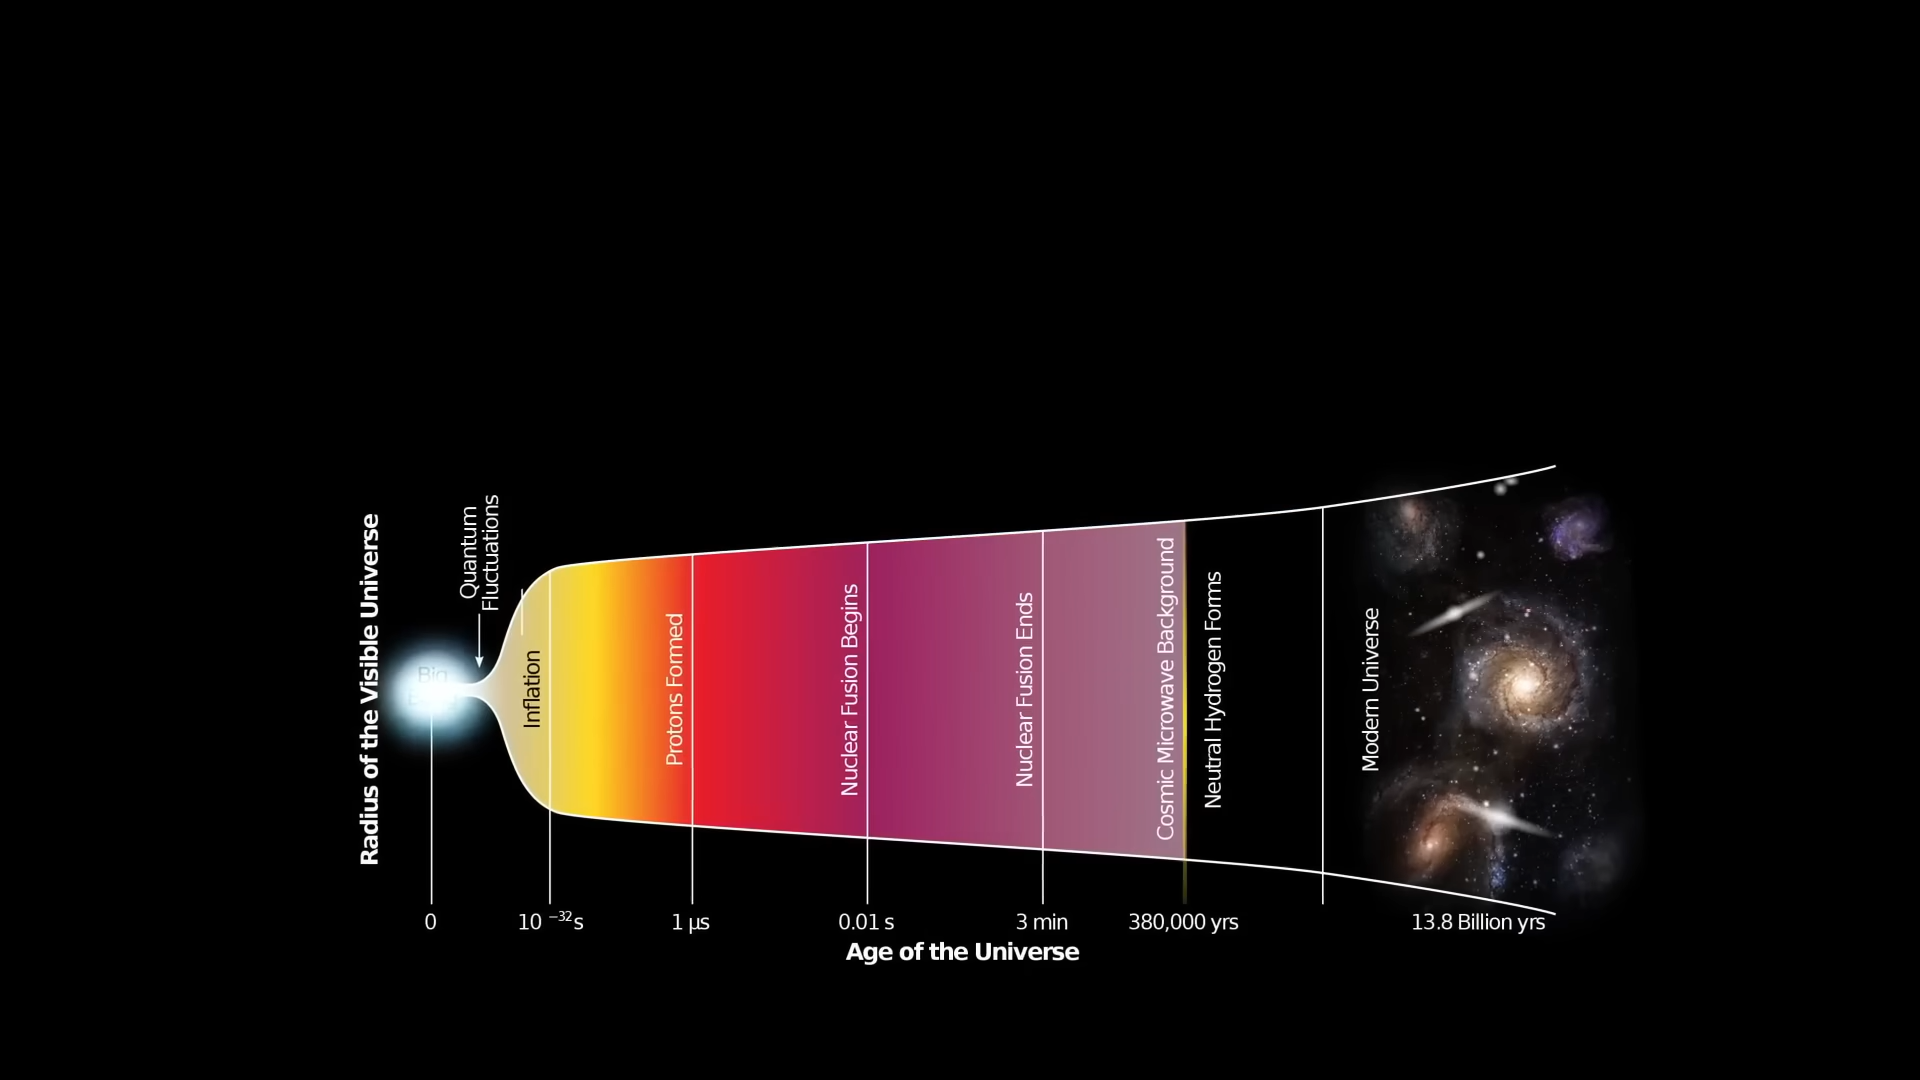 Radius of the Visible Universe
Quantum
Fluctuations
Big
Inflation
Protons Formed
Nuclear Fusion Begins
Nuclear Fusion Ends
Cosmic Microwave Background
Neutral Hydrogen Forms
Modern Universe
0
10 ⁻³²s
1 µs
0.01 s
3 min
380,000 yrs
13.8 Billion yrs
Age of the Universe